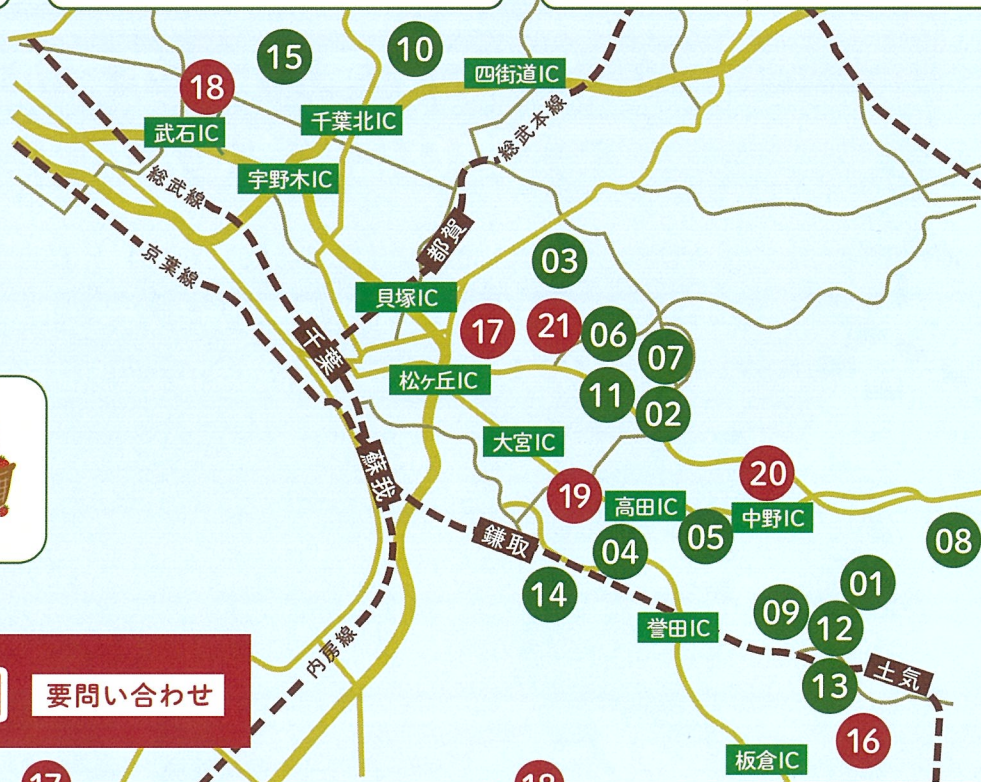 15
10
四街道IC
18
千葉北IC
武石IC
総武本線
宇野木IC
総武線
都賀
京葉線
03
貝塚IC
17
21
06
千葉
07
松ヶ丘IC
11
02
大宮IC
蘇我
20
19
高田IC
中野IC
鎌取
05
08
04
01
14
09
12
誉田IC
内房線
土気
13
要問い合わせ
16
板倉IC
17
18